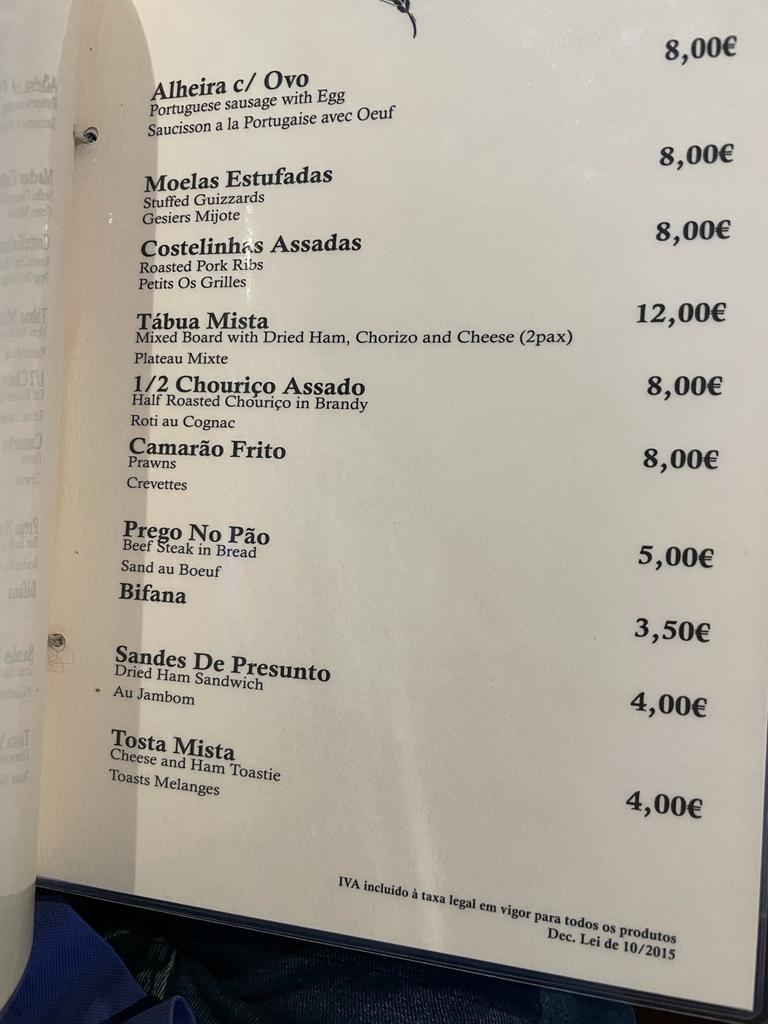 Alheira c/ Ovo 8,00€
Portuguese sausage with Egg
Saucisson a la Portugaise avec Oeuf
Moelas Estufadas 8,00€
Stuffed Guizzards
Gesiers Mijote
Costelinhas Assadas 8,00€
Roasted Pork Ribs
Petits Os Grilles
Tábua Mista 12,00€
Mixed Board with Dried Ham, Chorizo and Cheese (2pax)
Plateau Mixte
1/2 Chouriço Assado 8,00€
Half Roasted Chouriço in Brandy
Roti au Cognac
Camarão Frito 8,00€
Prawns
Crevettes
Prego No Pão 5,00€
Beef Steak in Bread
Sand au Boeuf
Bifana 3,50€
Sandes De Presunto 4,00€
Dried Ham Sandwich
Au Jambom
Tosta Mista 4,00€
Cheese and Ham Toastie
Toasts Melanges
IVA incluído à taxa legal em vigor para todos os produtos
Dec. Lei de 10/2015